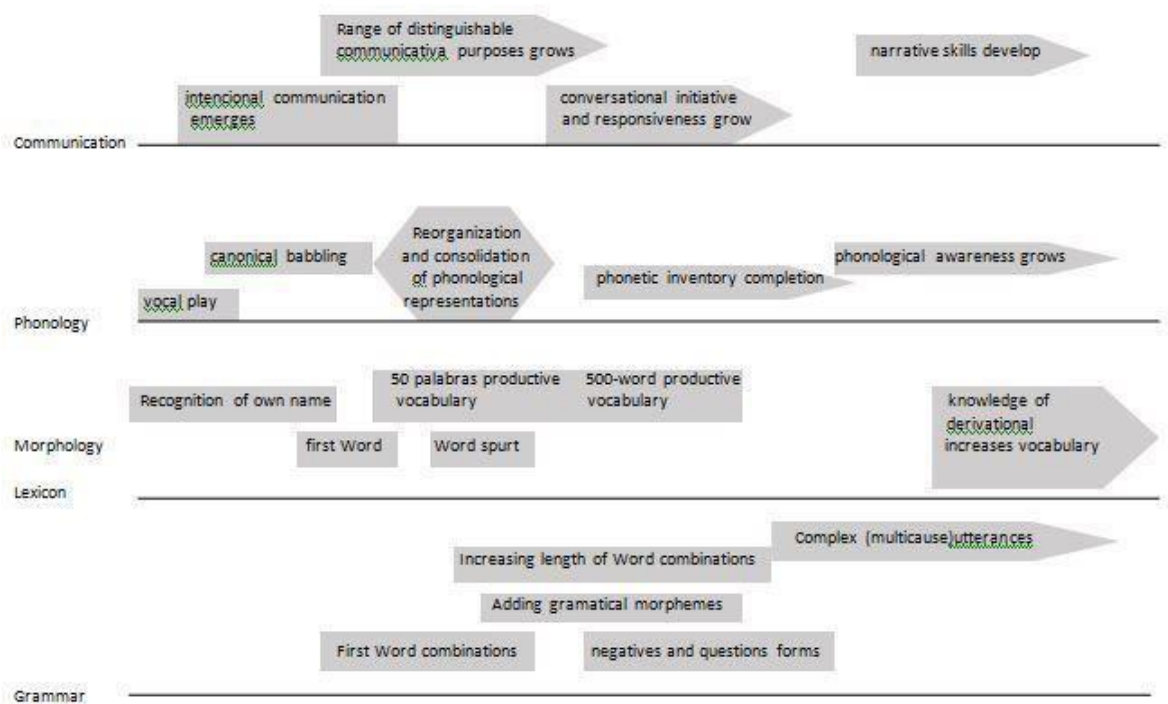 Range of distinguishable
communicativa purposes grows
narrative skills develop
intencional communication
emerges
conversational initiative
and responsiveness grow
Communication
Reorganization
and consolidation
of phonological
representations
canonical babbling
phonological awareness grows
phonetic inventory completion
vocal play
Phonology
50 palabras productive
vocabulary
500-word productive
vocabulary
Recognition of own name
knowledge of
derivational
increases vocabulary
Morphology
first Word
Word spurt
Lexicon
Complex (multicause)utterances
Increasing length of Word combinations
Adding gramatical morphemes
First Word combinations
negatives and questions forms
Grammar